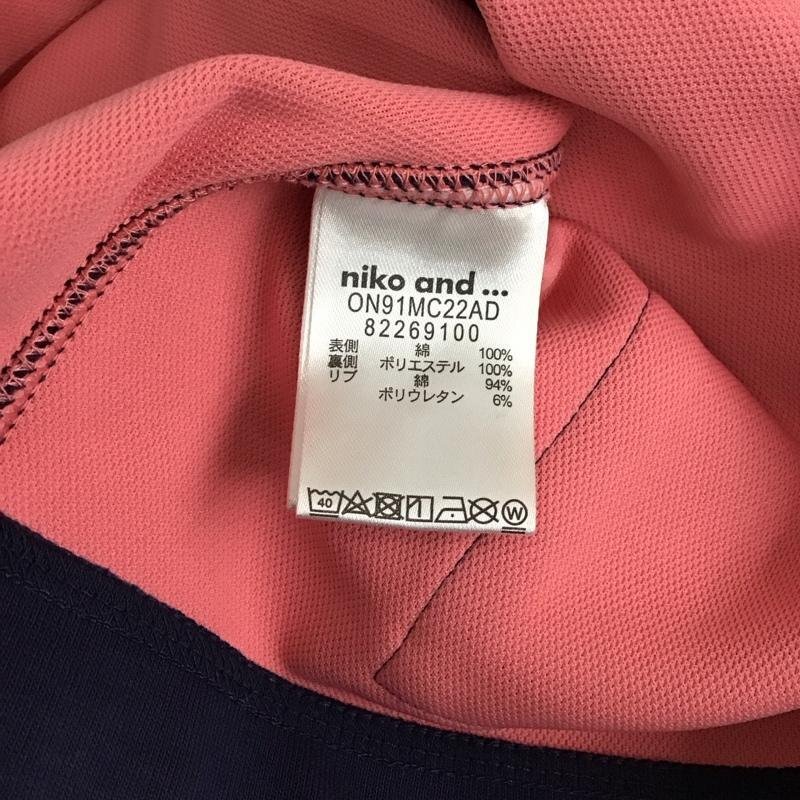 niko and ...
ON91MC22AD
82269100
表側 綿 100%
裏側 ポリエステル 100%
リブ 綿 94%
ポリウレタン 6%
40 W